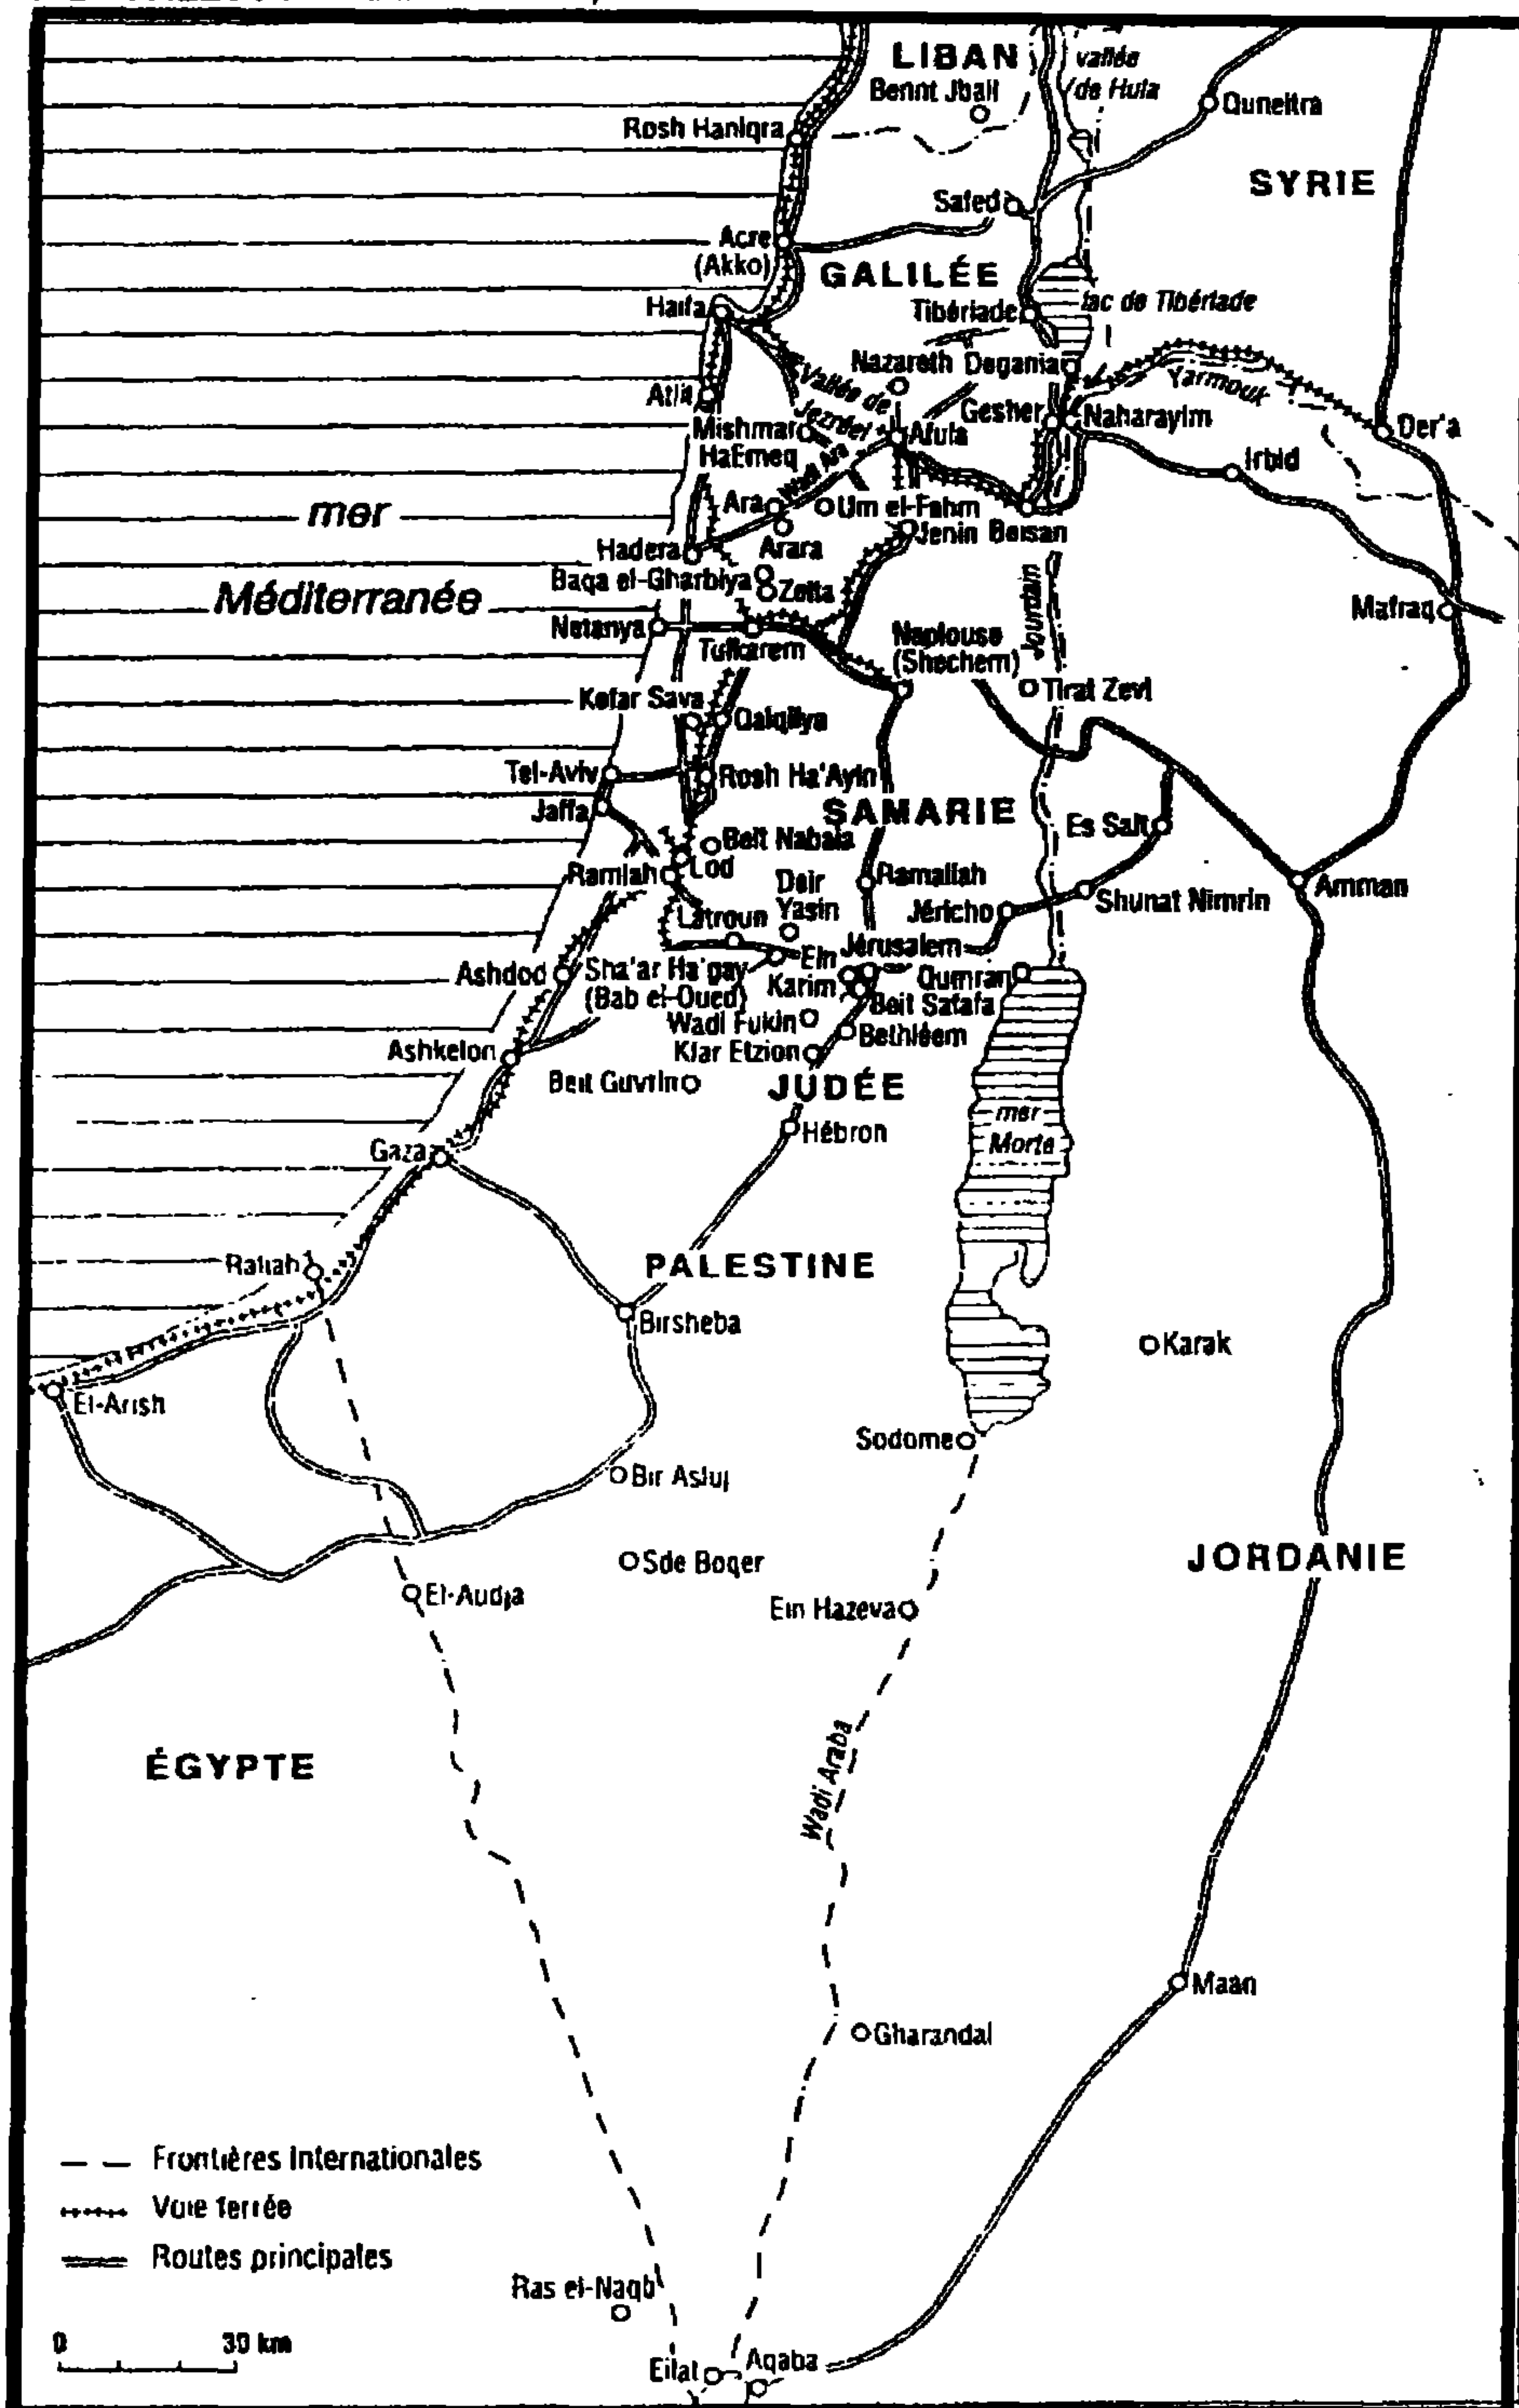 LIBAN
vallée
de Hula
Bennt Jbail
Quneitra
Rosh Haniqra
SYRIE
Safed
Acre
(Akko)
GALILÉE
Haifa
Tibériade
lac de Tibériade
Nazareth
Degania
Vallée de
Jezréel
Yarmouk
Atlit
Gesher
Naharayim
Mishmar
HaEmeq
Afula
Der'a
Wadi Ara
Irbid
mer
Ara
Um el-Fahm
Jenin
Beisan
Hadera
Arara
Baqa el-Gharbiya
Zeita
Méditerranée
Jourdain
Mafraq
Netanya
Tulkarem
Naplouse
(Shechem)
Tirat Zevi
Kefar Sava
Qalqilya
Tel-Aviv
Rosh Ha'Ayin
Jaffa
SAMARIE
Es Salt
Beit Nabala
Ramlah
Lod
Deir
Yasin
Ramallah
Amman
Latroun
Jéricho
Shunat Nimrin
Ein
Karim
Jérusalem
Ashdod
Sha'ar Ha'gay
(Bab el-Oued)
Qumran
Beit Safafa
Wadi Fukin
Bethléem
Ashkelon
Kfar Etzion
Beit Guvrin
JUDÉE
mer
Morte
Hébron
Gaza
Rafiah
PALESTINE
Birsheba
Karak
El-Arish
Sodome
Bir Asluj
JORDANIE
Sde Boqer
El-Audja
Ein Hazeva
ÉGYPTE
Wadi Araba
Maan
Gharandal
Frontières internationales
Voie ferrée
Routes principales
Ras el-Naqb
0 30 km
Eilat
Aqaba